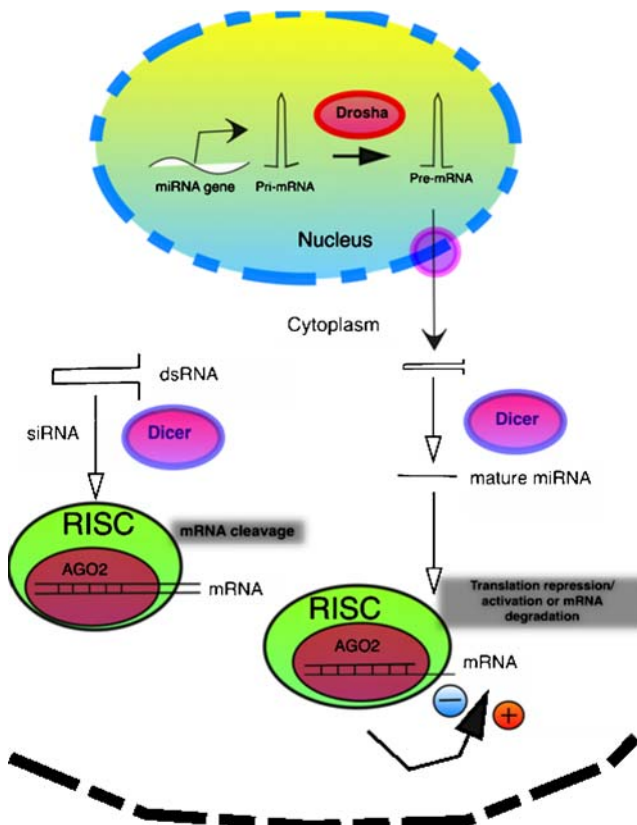 Drosha
miRNA gene
Pri-mRNA
Pre-mRNA
Nucleus
Cytoplasm
dsRNA
siRNA
Dicer
Dicer
mature miRNA
RISC
mRNA cleavage
AGO2
mRNA
Translation repression/
activation or mRNA
degradation
RISC
AGO2
mRNA
−
+